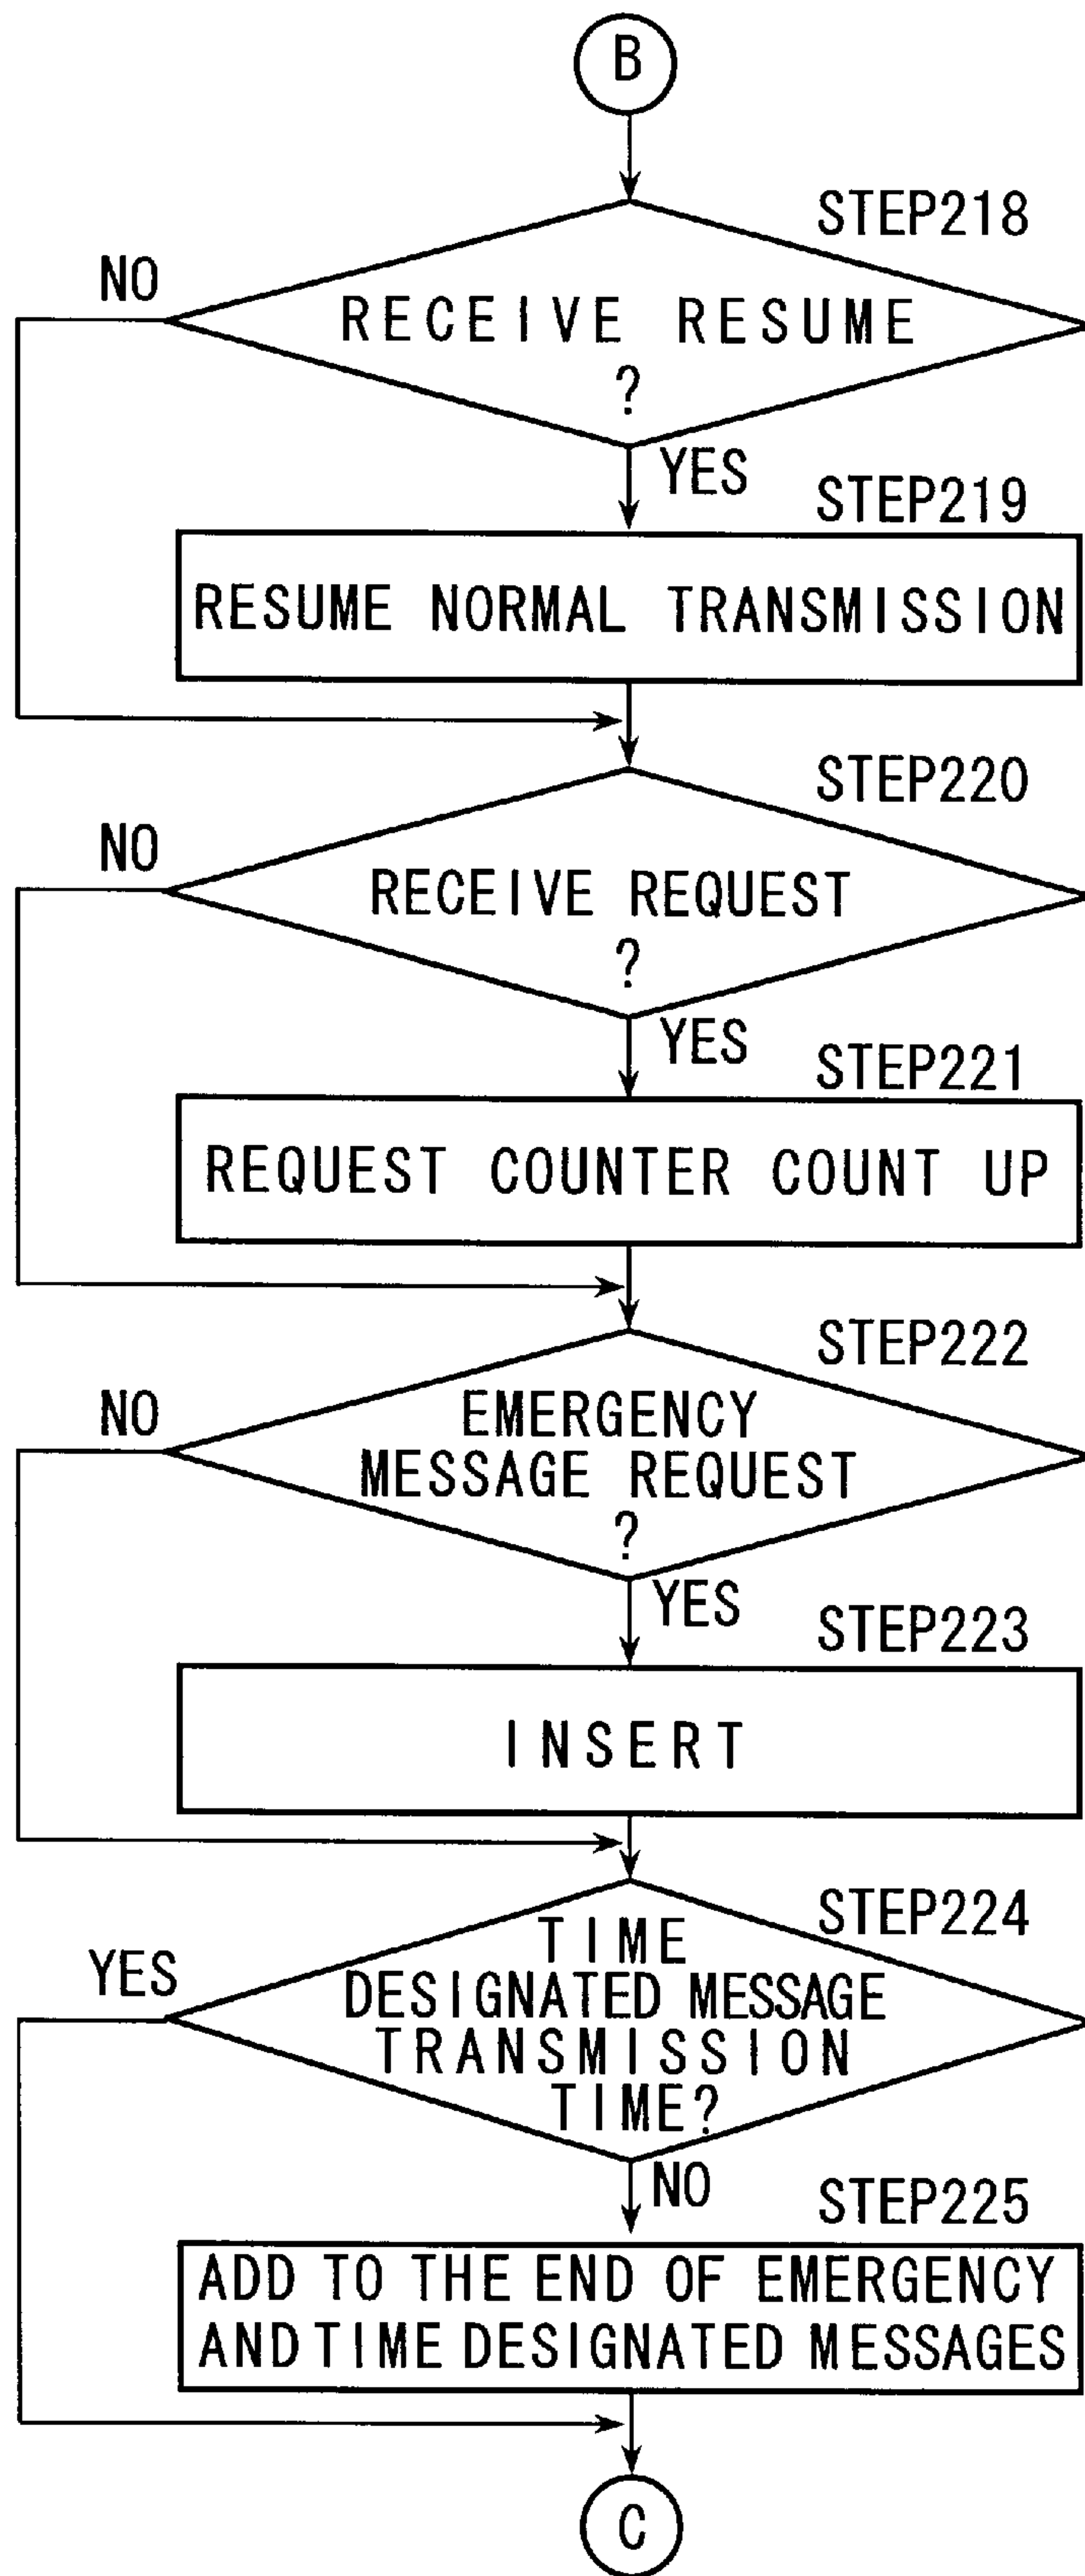 B
STEP218
NO
RECEIVE RESUME
?
YES
STEP219
RESUME NORMAL TRANSMISSION
STEP220
NO
RECEIVE REQUEST
?
YES
STEP221
REQUEST COUNTER COUNT UP
STEP222
NO
EMERGENCY
MESSAGE REQUEST
?
YES
STEP223
INSERT
STEP224
YES
TIME
DESIGNATED MESSAGE
TRANSMISSION
TIME?
NO
STEP225
ADD TO THE END OF EMERGENCY
AND TIME DESIGNATED MESSAGES
C